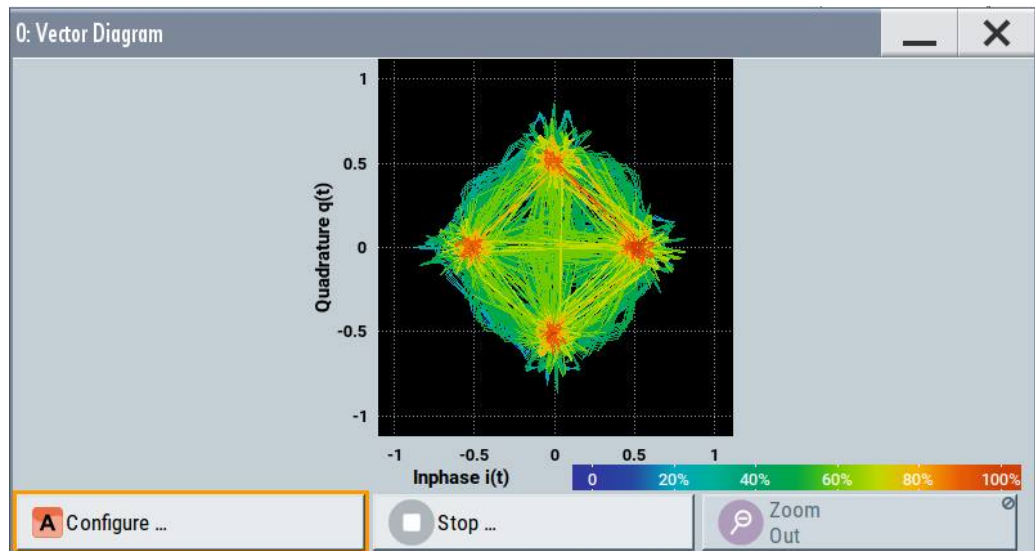 0: Vector Diagram
1
0.5
0
-0.5
-1
Quadrature q(t)
-1 -0.5 0 0.5 1
Inphase i(t)
0 20% 40% 60% 80% 100%
A Configure ...
Stop ...
Zoom
Out